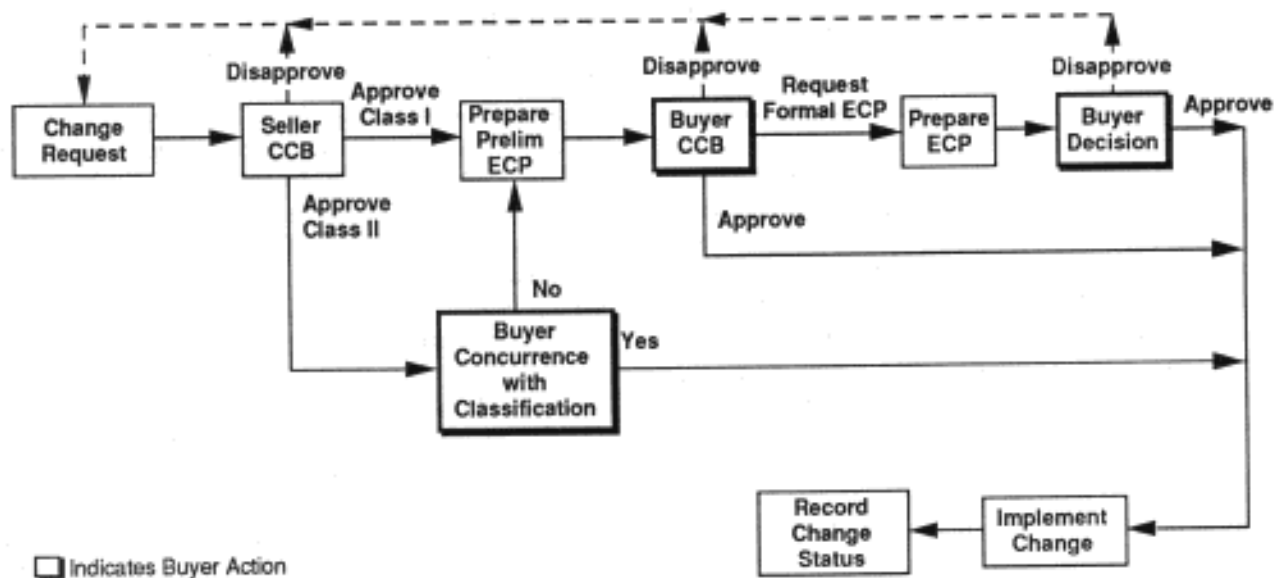 Disapprove
Disapprove
Disapprove
Approve
Class I
Request
Formal ECP
Approve
Change
Request
Seller
CCB
Prepare
Prelim
ECP
Buyer
CCB
Prepare
ECP
Buyer
Decision
Approve
Class II
Approve
No
Buyer
Concurrence
with
Classification
Yes
Record
Change
Status
Implement
Change
Indicates Buyer Action